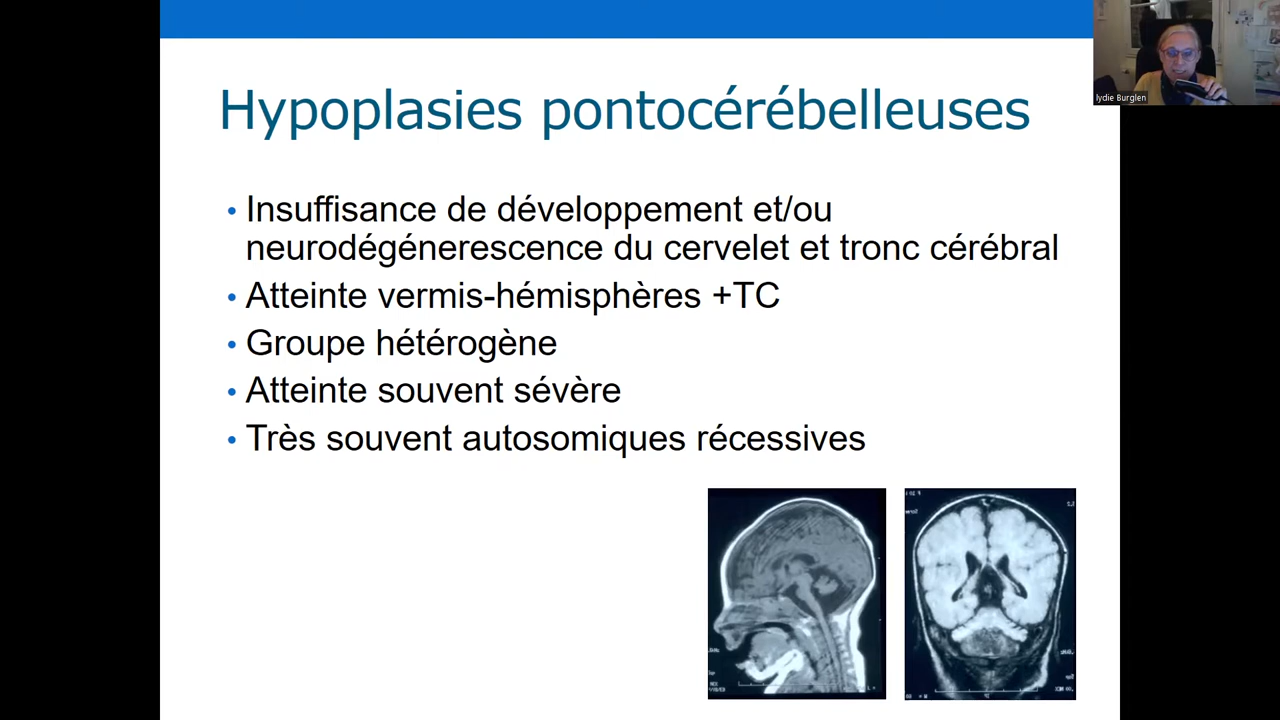 Hypoplasies pontocérébelleuses
lydie Burglen
• Insuffisance de développement et/ou
neurodégénerescence du cervelet et tronc cérébral
• Atteinte vermis-hémisphères +TC
• Groupe hétérogène
• Atteinte souvent sévère
• Très souvent autosomiques récessives